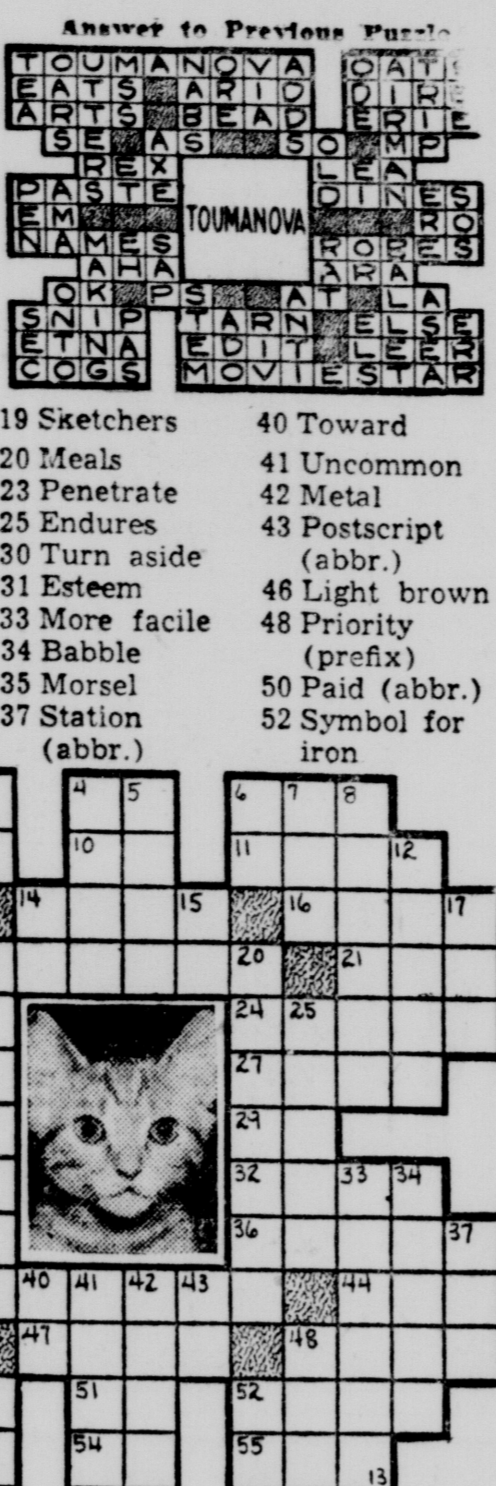 Answer to Previous Puzzle
TOUMANOVA OAT
EATS ARID DIRE
ARTS BEAD ERIE
SE AS SO MP
REX LEA
PASTE DINES
EM TOUMANOVA RO
NAMES ROPES
AHA ARA
OK PS AT LA
SNIP TARN ELSE
ETNA EDIT LEER
COGS MOVIESTAR
19 Sketchers
20 Meals
23 Penetrate
25 Endures
30 Turn aside
31 Esteem
33 More facile
34 Babble
35 Morsel
37 Station
(abbr.)
40 Toward
41 Uncommon
42 Metal
43 Postscript
(abbr.)
46 Light brown
48 Priority
(prefix)
50 Paid (abbr.)
52 Symbol for
iron
4 5 6 7 8
10 11 12
14 15 16 17
20 21
24 25
27
29
32 33 34
36 37
40 41 42 43 44
47 48
51 52
54 55
13